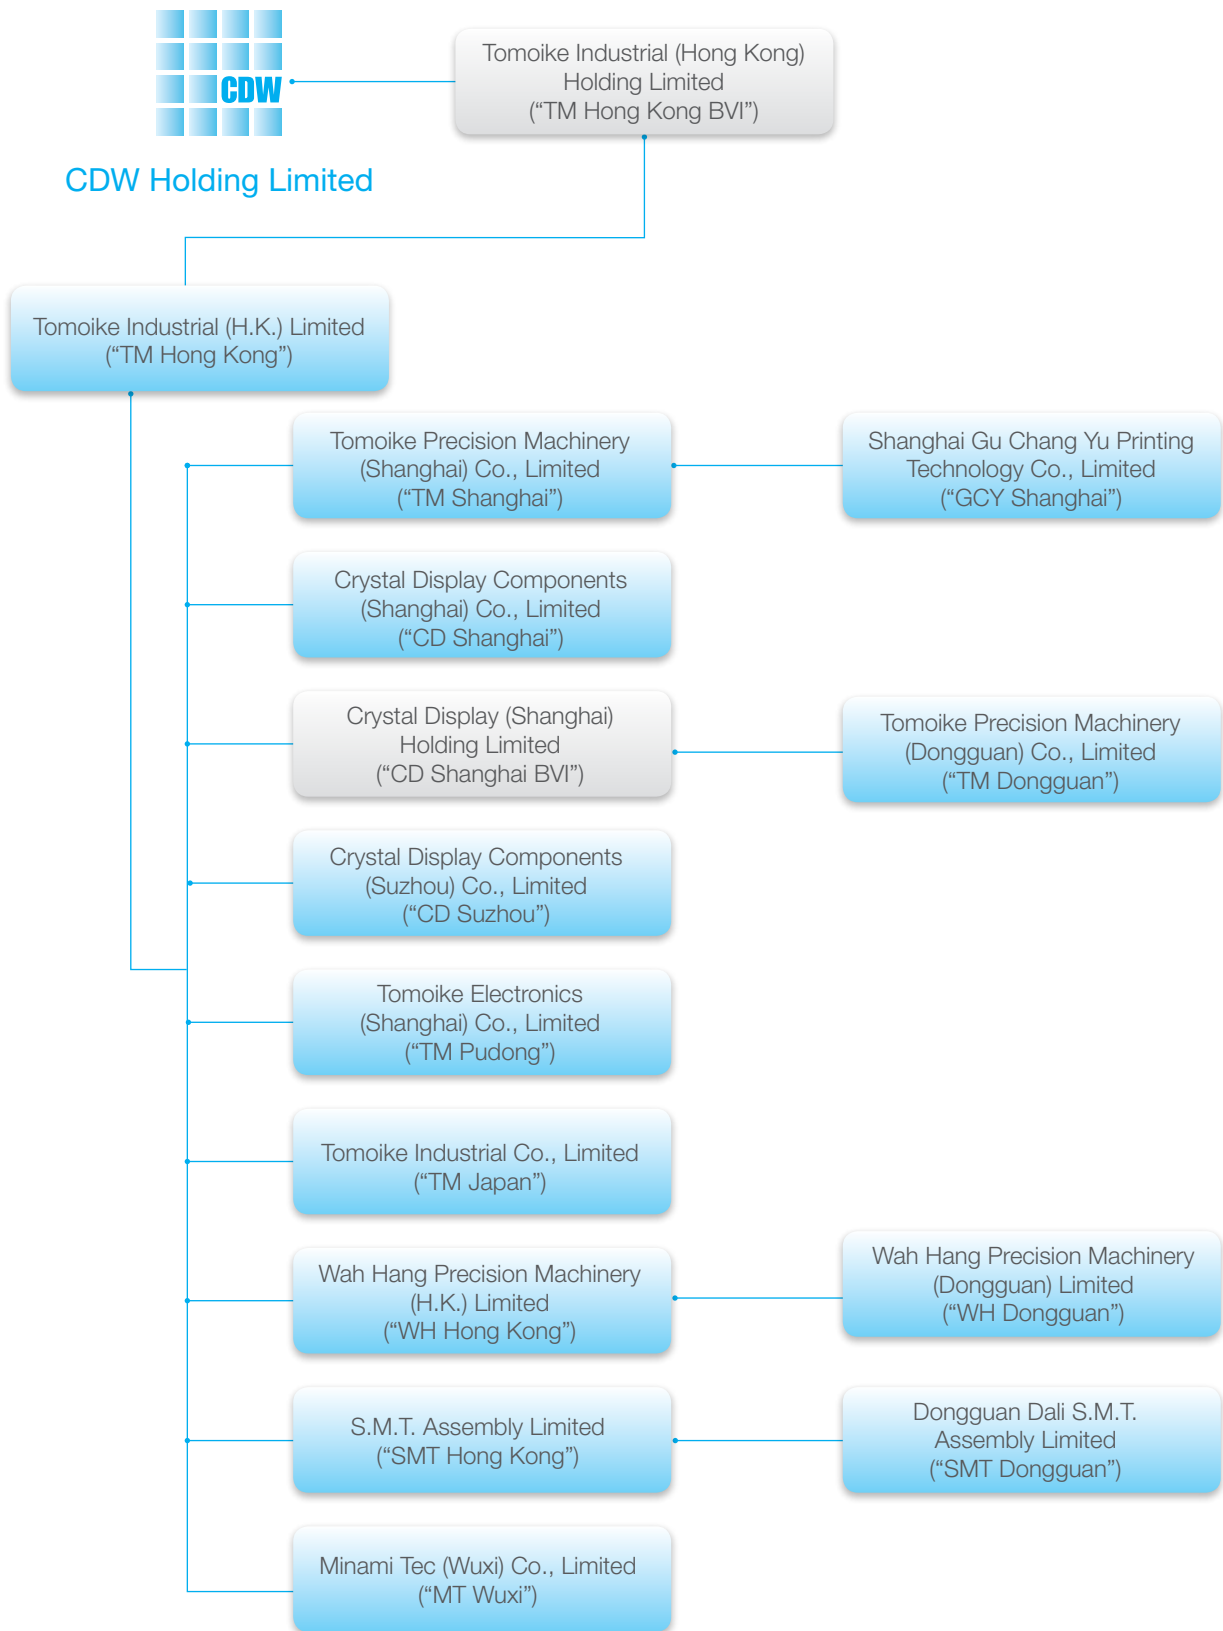 CDW
CDW Holding Limited
Tomoike Industrial (Hong Kong)
Holding Limited
(“TM Hong Kong BVI”)
Tomoike Industrial (H.K.) Limited
(“TM Hong Kong”)
Tomoike Precision Machinery
(Shanghai) Co., Limited
(“TM Shanghai”)
Shanghai Gu Chang Yu Printing
Technology Co., Limited
(“GCY Shanghai”)
Crystal Display Components
(Shanghai) Co., Limited
(“CD Shanghai”)
Crystal Display (Shanghai)
Holding Limited
(“CD Shanghai BVI”)
Tomoike Precision Machinery
(Dongguan) Co., Limited
(“TM Dongguan”)
Crystal Display Components
(Suzhou) Co., Limited
(“CD Suzhou”)
Tomoike Electronics
(Shanghai) Co., Limited
(“TM Pudong”)
Tomoike Industrial Co., Limited
(“TM Japan”)
Wah Hang Precision Machinery
(H.K.) Limited
(“WH Hong Kong”)
Wah Hang Precision Machinery
(Dongguan) Limited
(“WH Dongguan”)
S.M.T. Assembly Limited
(“SMT Hong Kong”)
Dongguan Dali S.M.T.
Assembly Limited
(“SMT Dongguan”)
Minami Tec (Wuxi) Co., Limited
(“MT Wuxi”)